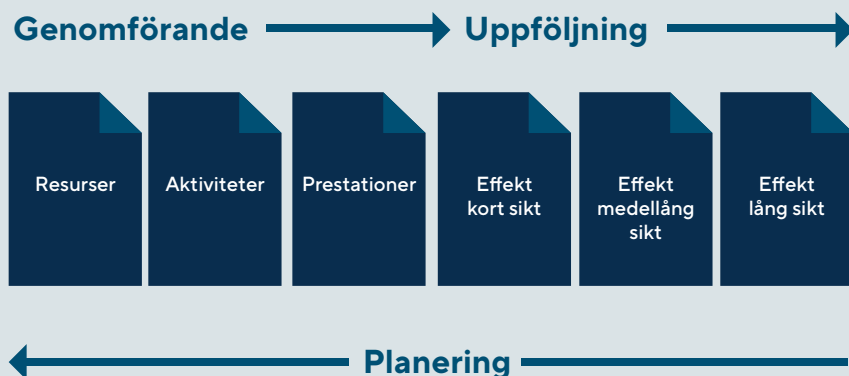 Genomförande
Uppföljning
Resurser
Aktiviteter
Prestationer
Effekt
kort sikt
Effekt
medellång
sikt
Effekt
lång sikt
Planering